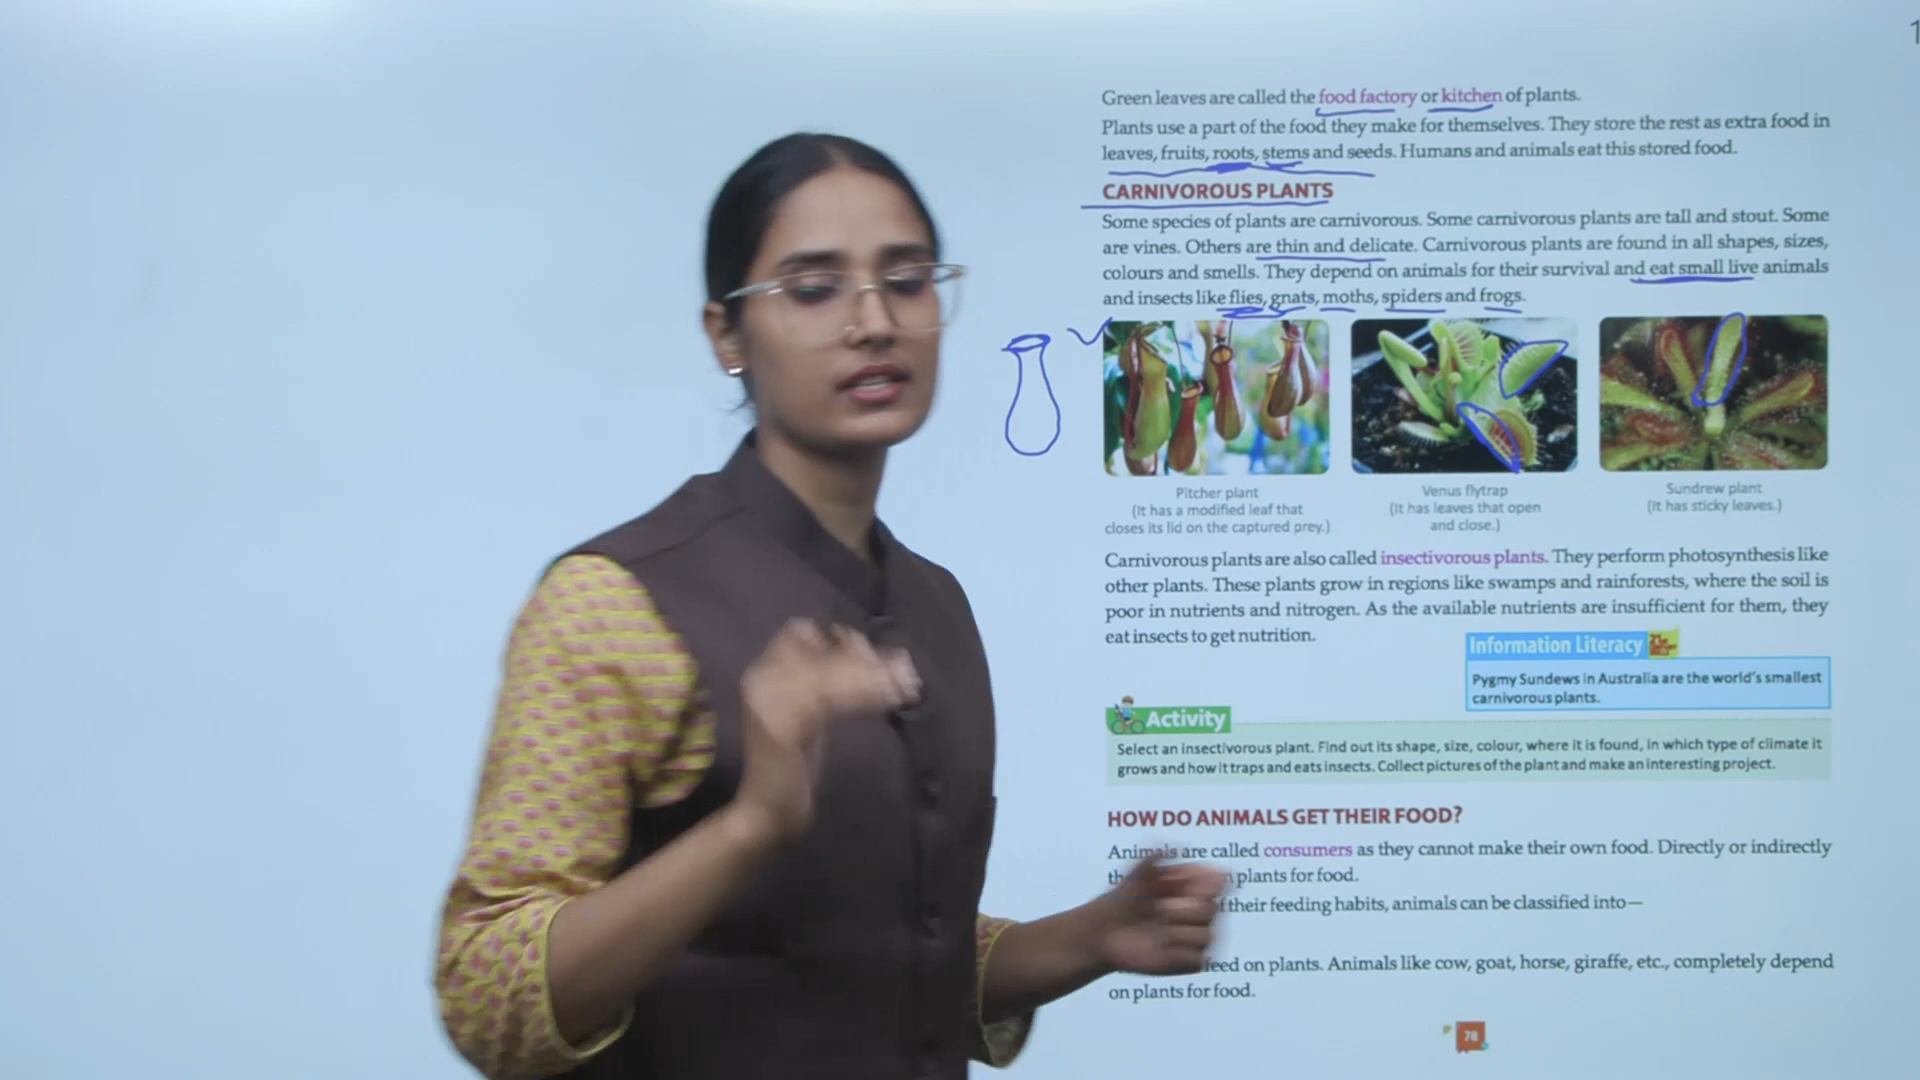 1
Green leaves are called the food factory or kitchen of plants.
Plants use a part of the food they make for themselves. They store the rest as extra food in
leaves, fruits, roots, stems and seeds. Humans and animals eat this stored food.
CARNIVOROUS PLANTS
Some species of plants are carnivorous. Some carnivorous plants are tall and stout. Some
are vines. Others are thin and delicate. Carnivorous plants are found in all shapes, sizes,
colours and smells. They depend on animals for their survival and eat small live animals
and insects like flies, gnats, moths, spiders and frogs.
Pitcher plant
(It has a modified leaf that
closes its lid on the captured prey.)
Venus flytrap
(It has leaves that open
and close.)
Sundrew plant
(It has sticky leaves.)
Carnivorous plants are also called insectivorous plants. They perform photosynthesis like
other plants. These plants grow in regions like swamps and rainforests, where the soil is
poor in nutrients and nitrogen. As the available nutrients are insufficient for them, they
eat insects to get nutrition.
Information Literacy
Pygmy Sundews in Australia are the world's smallest
carnivorous plants.
Activity
Select an insectivorous plant. Find out its shape, size, colour, where it is found, in which type of climate it
grows and how it traps and eats insects. Collect pictures of the plant and make an interesting project.
HOW DO ANIMALS GET THEIR FOOD?
Animals are called consumers as they cannot make their own food. Directly or indirectly
plants for food.
their feeding habits, animals can be classified into—
feed on plants. Animals like cow, goat, horse, giraffe, etc., completely depend
on plants for food.
78